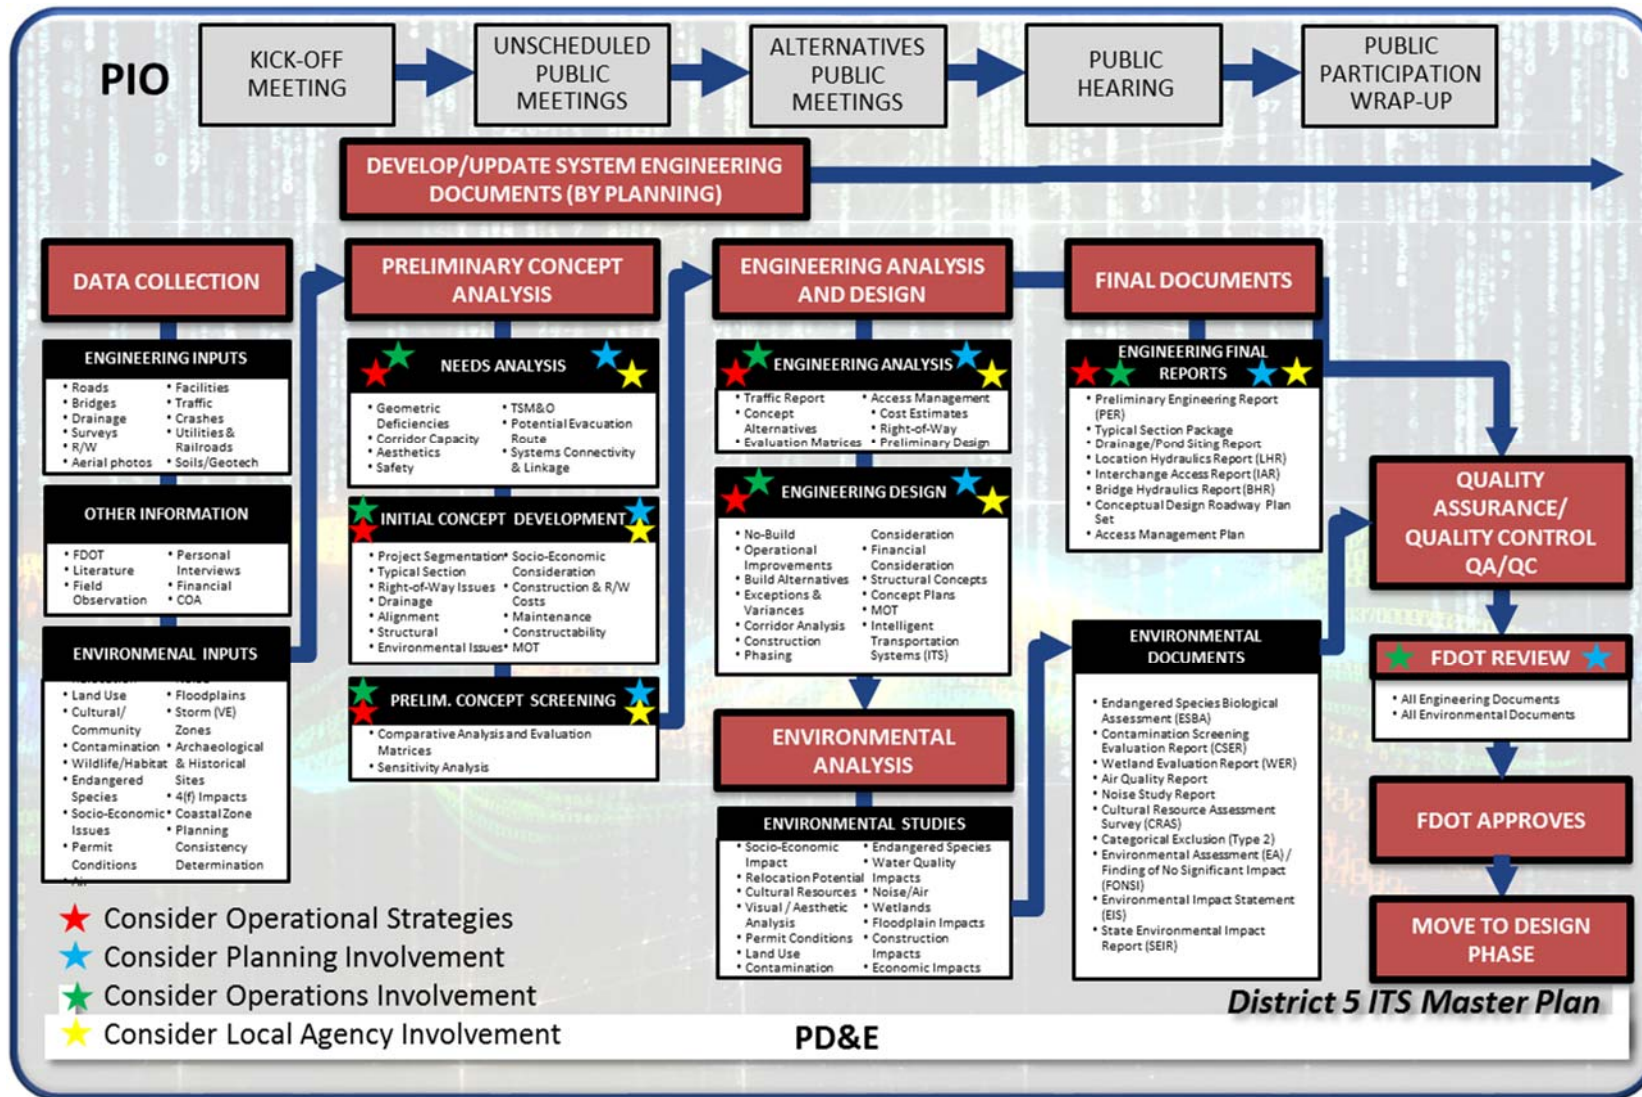 PIO
KICK-OFF
MEETING
UNSCHEDULED
PUBLIC
MEETINGS
ALTERNATIVES
PUBLIC
MEETINGS
PUBLIC
HEARING
PUBLIC
PARTICIPATION
WRAP-UP
DEVELOP/UPDATE SYSTEM ENGINEERING
DOCUMENTS (BY PLANNING)
DATA COLLECTION
ENGINEERING INPUTS
• Roads
• Bridges
• Drainage
• Surveys
• R/W
• Aerial photos
• Facilities
• Traffic
• Crashes
• Utilities &
Railroads
• Soils/Geotech
OTHER INFORMATION
• FDOT
• Literature
• Field
Observation
• Personal
Interviews
• Financial
• COA
ENVIRONMENAL INPUTS
• Land Use
• Cultural/
Community
• Contamination
• Wildlife/Habitat
• Endangered
Species
• Socio-Economic
Issues
• Permit
Conditions
• Air
• Floodplains
• Storm (VE)
Zones
• Archaeological
& Historical
Sites
• 4(f) Impacts
• Coastal Zone
• Planning
Consistency
Determination
PRELIMINARY CONCEPT
ANALYSIS
NEEDS ANALYSIS
• Geometric
Deficiencies
• Corridor Capacity
• Aesthetics
• Safety
• TSM&O
• Potential Evacuation
Route
• Systems Connectivity
& Linkage
INITIAL CONCEPT DEVELOPMENT
• Project Segmentation
• Typical Section
• Right-of-Way Issues
• Drainage
• Alignment
• Structural
• Environmental Issues
• Socio-Economic
Consideration
• Construction & R/W
Costs
• Maintenance
• Constructability
• MOT
PRELIM. CONCEPT SCREENING
• Comparative Analysis and Evaluation
Matrices
• Sensitivity Analysis
ENGINEERING ANALYSIS
AND DESIGN
ENGINEERING ANALYSIS
• Traffic Report
• Concept
Alternatives
• Evaluation Matrices
• Access Management
• Cost Estimates
• Right-of-Way
• Preliminary Design
ENGINEERING DESIGN
• No-Build
• Operational
Improvements
• Build Alternatives
• Exceptions &
Variances
• Corridor Analysis
• Construction
• Phasing
Consideration
• Financial
Consideration
• Structural Concepts
• Concept Plans
• MOT
• Intelligent
Transportation
Systems (ITS)
ENVIRONMENTAL
ANALYSIS
ENVIRONMENTAL STUDIES
• Socio-Economic
Impact
• Relocation Potential
• Cultural Resources
• Visual / Aesthetic
Analysis
• Permit Conditions
• Land Use
• Contamination
• Endangered Species
• Water Quality
Impacts
• Noise/Air
• Wetlands
• Floodplain Impacts
• Construction
Impacts
• Economic Impacts
FINAL DOCUMENTS
ENGINEERING FINAL
REPORTS
• Preliminary Engineering Report
(PER)
• Typical Section Package
• Drainage/Pond Siting Report
• Location Hydraulics Report (LHR)
• Interchange Access Report (IAR)
• Bridge Hydraulics Report (BHR)
• Conceptual Design Roadway Plan
Set
• Access Management Plan
ENVIRONMENTAL
DOCUMENTS
• Endangered Species Biological
Assessment (ESBA)
• Contamination Screening
Evaluation Report (CSER)
• Wetland Evaluation Report (WER)
• Air Quality Report
• Noise Study Report
• Cultural Resource Assessment
Survey (CRAS)
• Categorical Exclusion (Type 2)
• Environmental Assessment (EA) /
Finding of No Significant Impact
(FONSI)
• Environmental Impact Statement
(EIS)
• State Environmental Impact
Report (SEIR)
QUALITY
ASSURANCE/
QUALITY CONTROL
QA/QC
FDOT REVIEW
• All Engineering Documents
• All Environmental Documents
FDOT APPROVES
MOVE TO DESIGN
PHASE
Consider Operational Strategies
Consider Planning Involvement
Consider Operations Involvement
Consider Local Agency Involvement
District 5 ITS Master Plan
PD&E